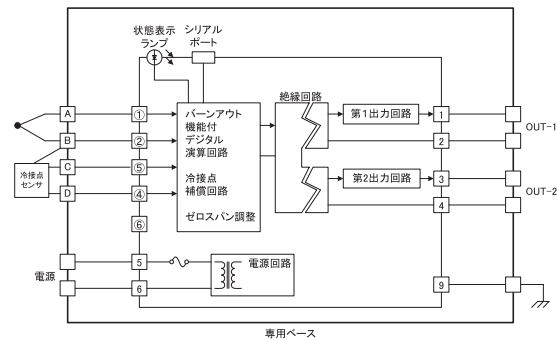 状態表示
ランプ
シリアル
ポート
絶縁回路
A
①
バーンアウト
機能付
デジタル
演算回路
冷接点
補償回路
ゼロスパン調整
第1出力回路
1
OUT-1
B
②
2
C
⑤
冷接点
センサ
第2出力回路
3
OUT-2
D
④
4
⑥
電源
5
電源回路
6
9
専用ベース